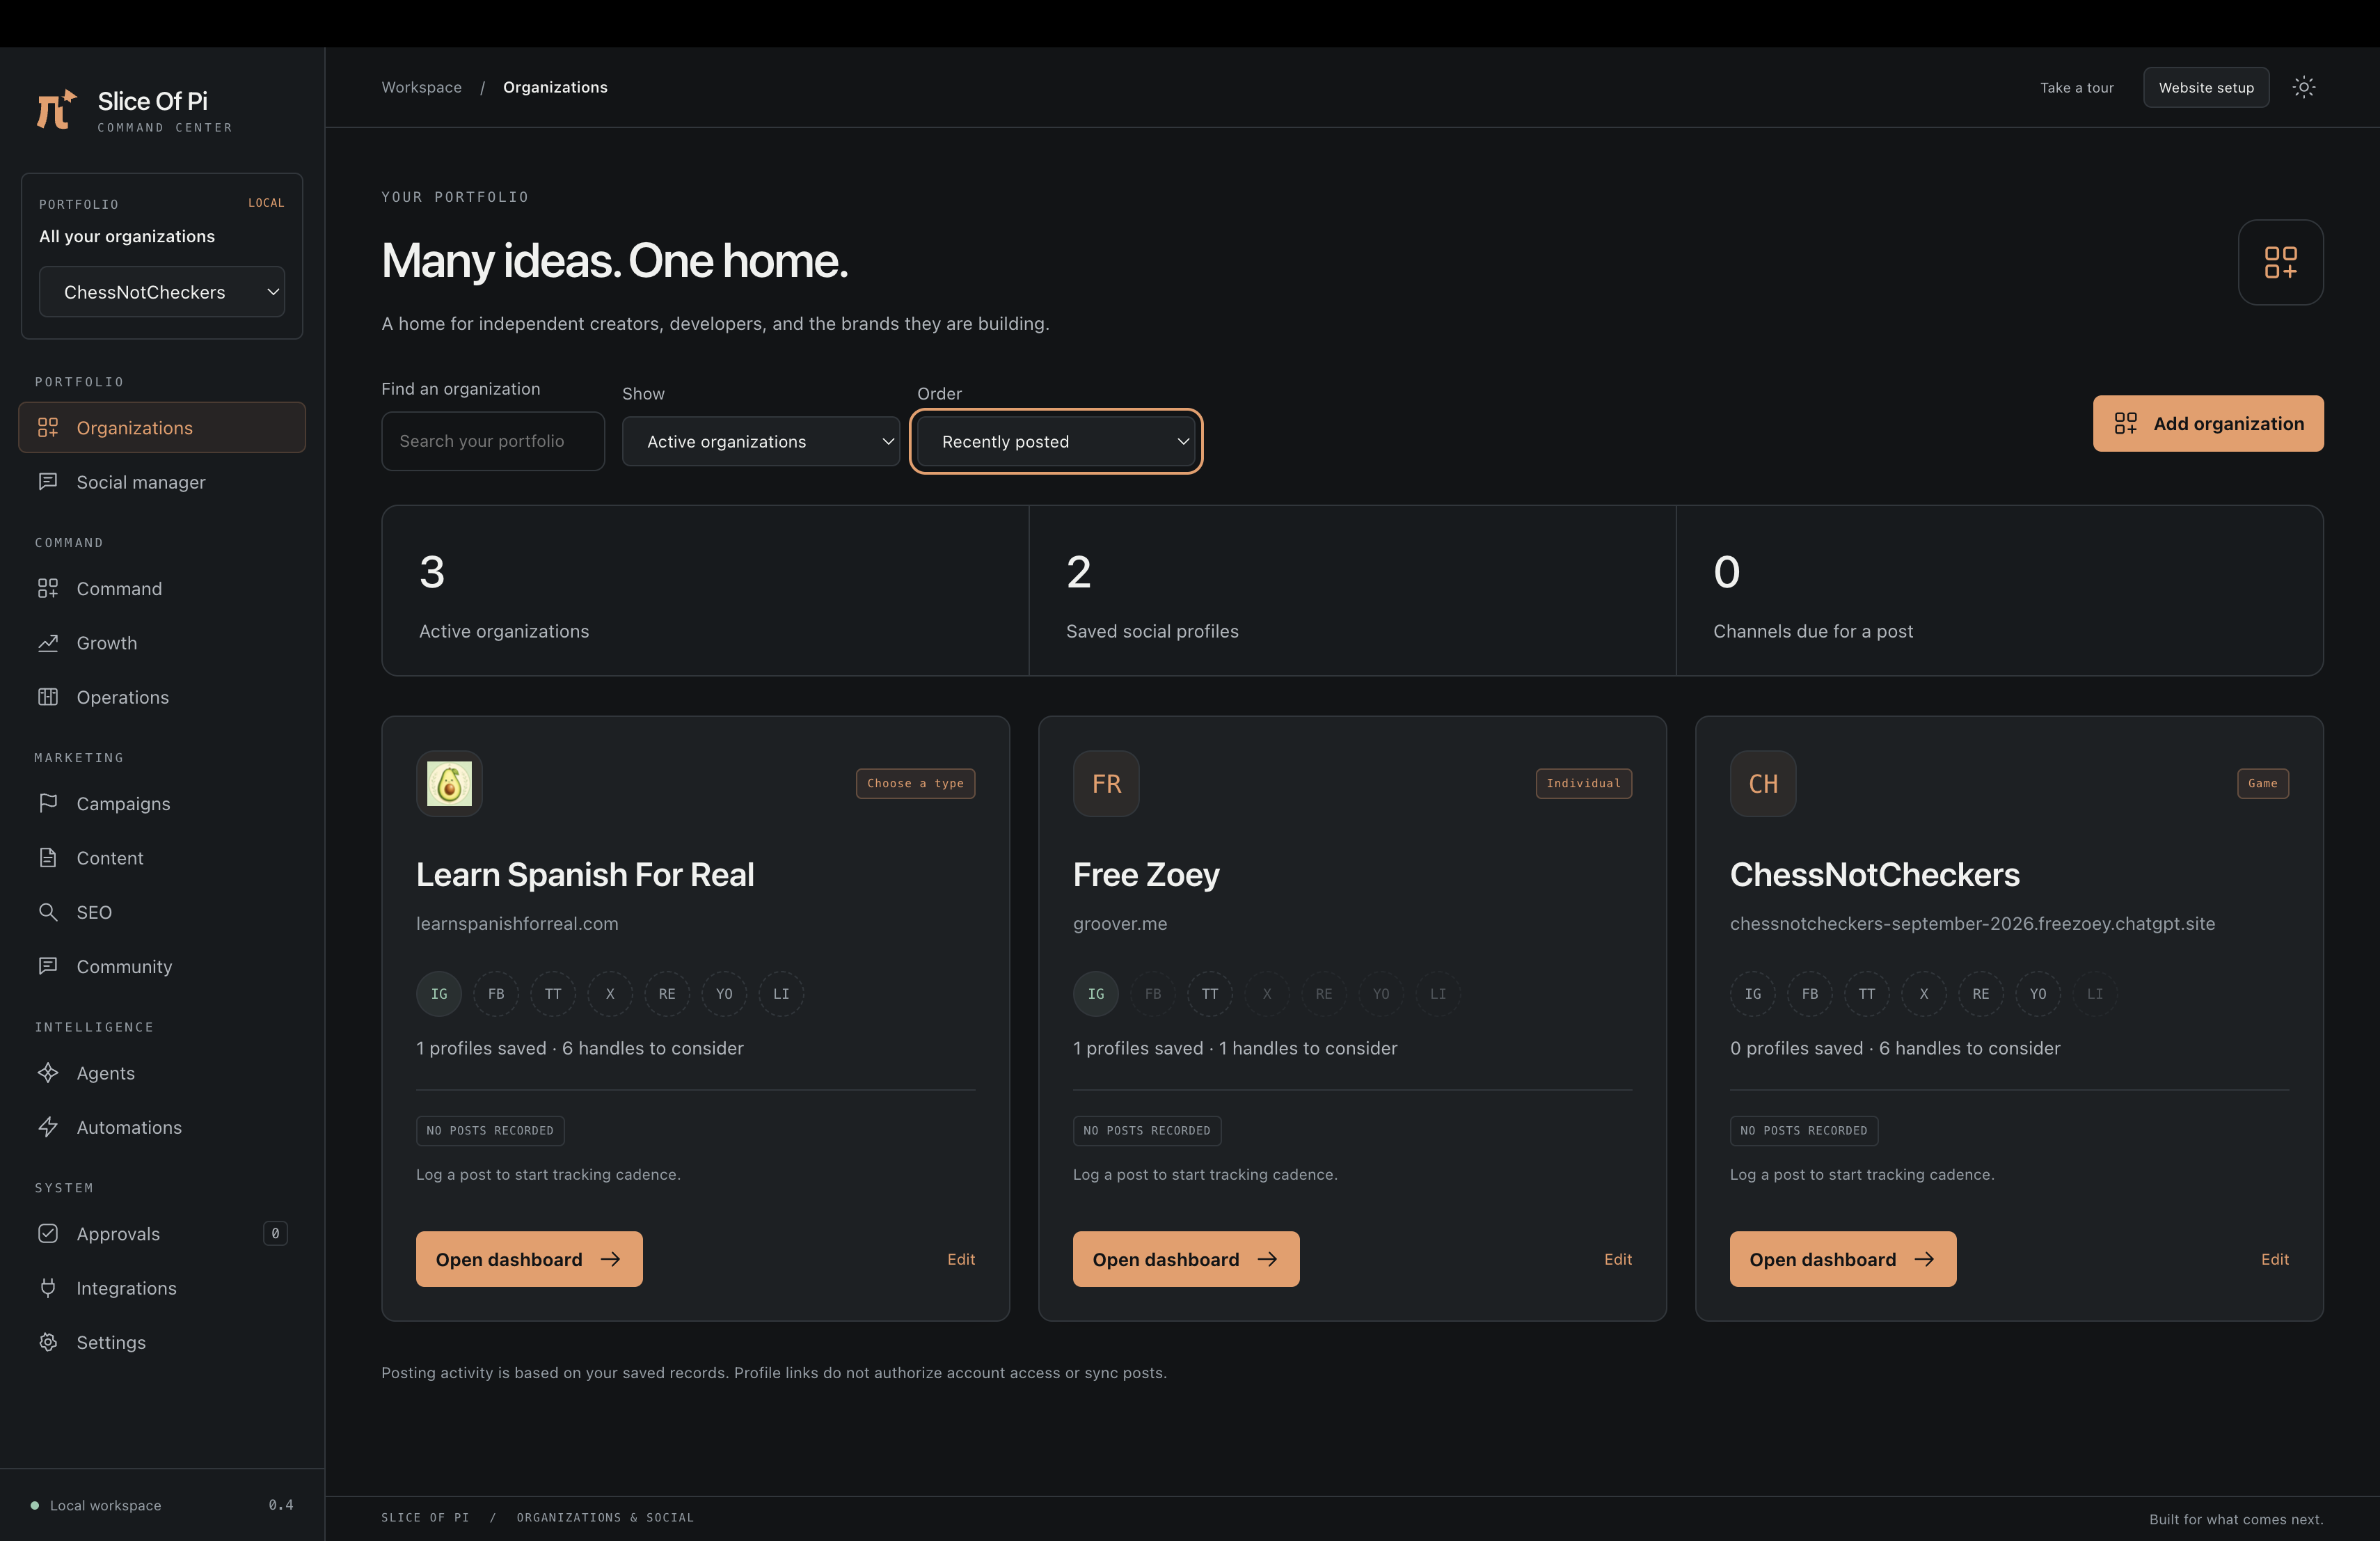 Slice Of Pi
COMMAND CENTER
PORTFOLIO
LOCAL
All your organizations
ChessNotCheckers
PORTFOLIO
Organizations
Social manager
COMMAND
Command
Growth
Operations
MARKETING
Campaigns
Content
SEO
Community
INTELLIGENCE
Agents
Automations
SYSTEM
Approvals 0
Integrations
Settings
Local workspace 0.4
Workspace / Organizations
Take a tour
Website setup
YOUR PORTFOLIO
Many ideas. One home.
A home for independent creators, developers, and the brands they are building.
Find an organization
Search your portfolio
Show
Active organizations
Order
Recently posted
Add organization
3
Active organizations
2
Saved social profiles
0
Channels due for a post
Choose a type
Learn Spanish For Real
learnspanishforreal.com
IG FB TT X RE YO LI
1 profiles saved · 6 handles to consider
NO POSTS RECORDED
Log a post to start tracking cadence.
Open dashboard →
Edit
FR
Individual
Free Zoey
groover.me
IG FB TT X RE YO LI
1 profiles saved · 1 handles to consider
NO POSTS RECORDED
Log a post to start tracking cadence.
Open dashboard →
Edit
CH
Game
ChessNotCheckers
chessnotcheckers-september-2026.freezoey.chatgpt.site
IG FB TT X RE YO LI
0 profiles saved · 6 handles to consider
NO POSTS RECORDED
Log a post to start tracking cadence.
Open dashboard →
Edit
Posting activity is based on your saved records. Profile links do not authorize account access or sync posts.
SLICE OF PI / ORGANIZATIONS & SOCIAL
Built for what comes next.